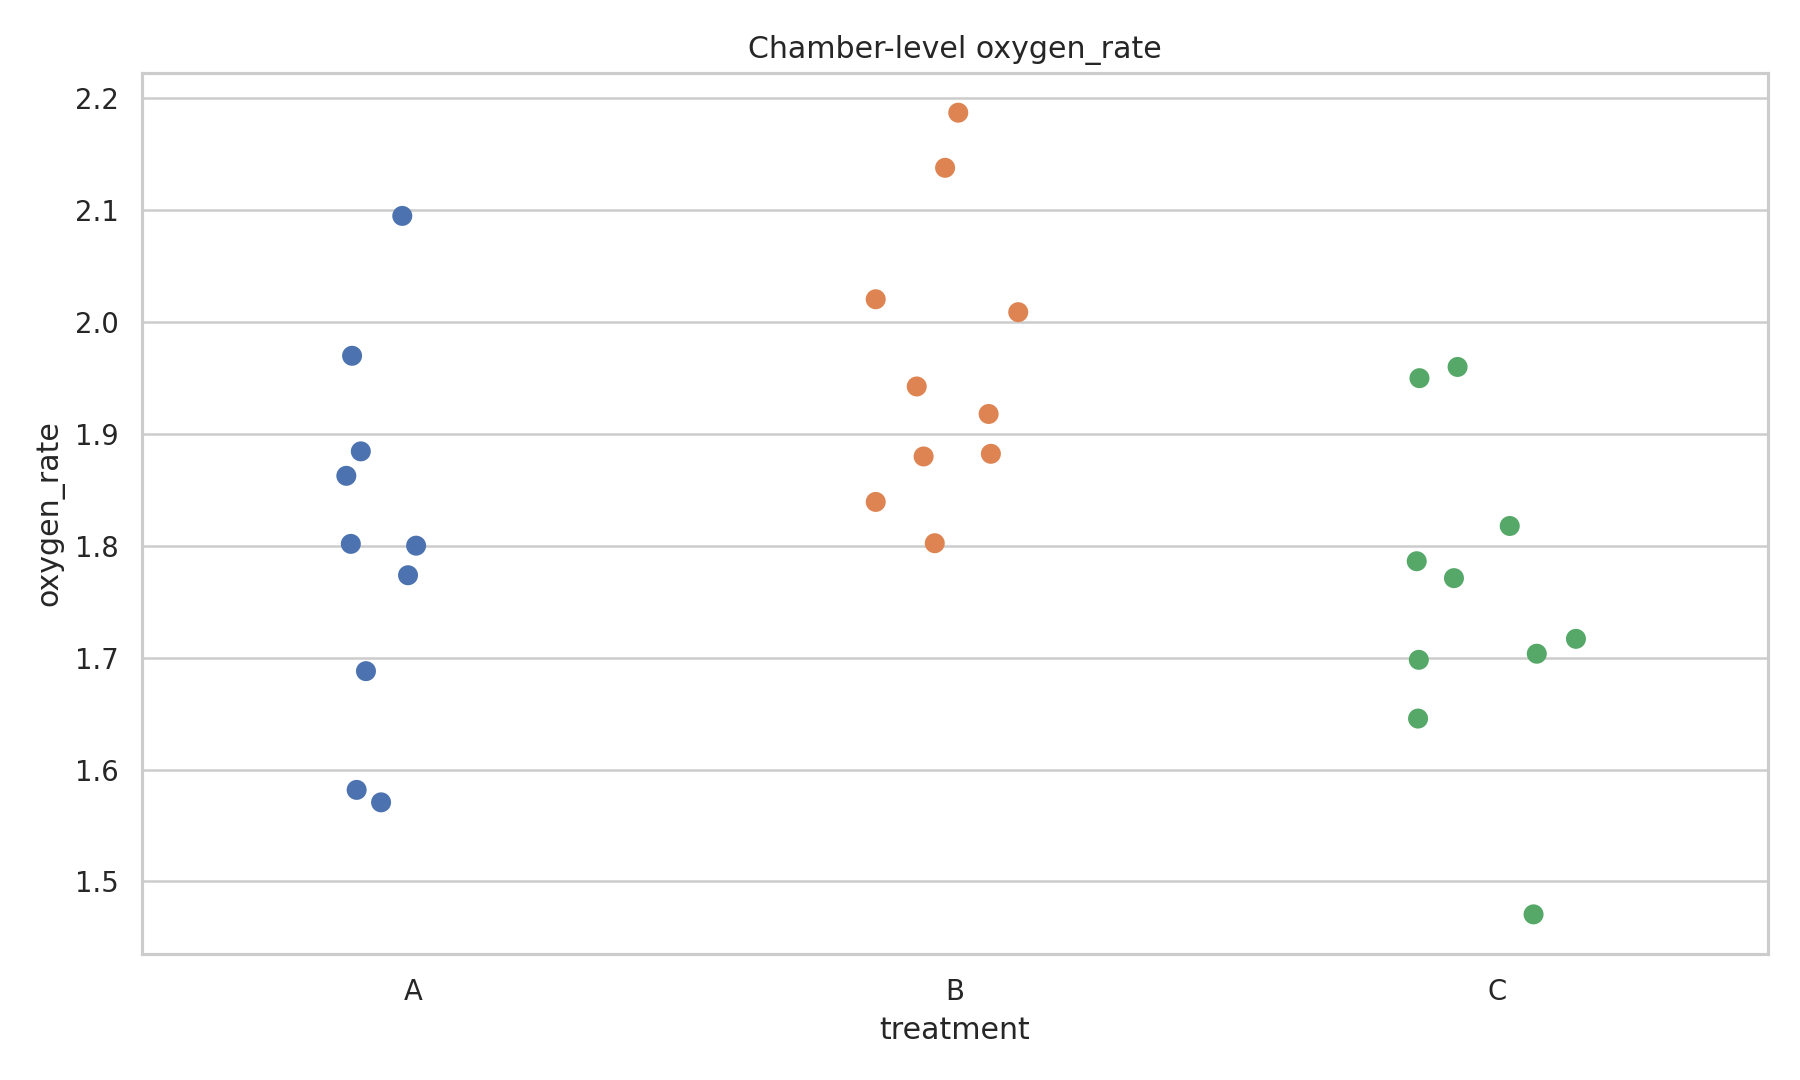 Chamber-level oxygen_rate
2.2
2.1
2.0
1.9
1.8
1.7
1.6
1.5
oxygen_rate
A B C
treatment